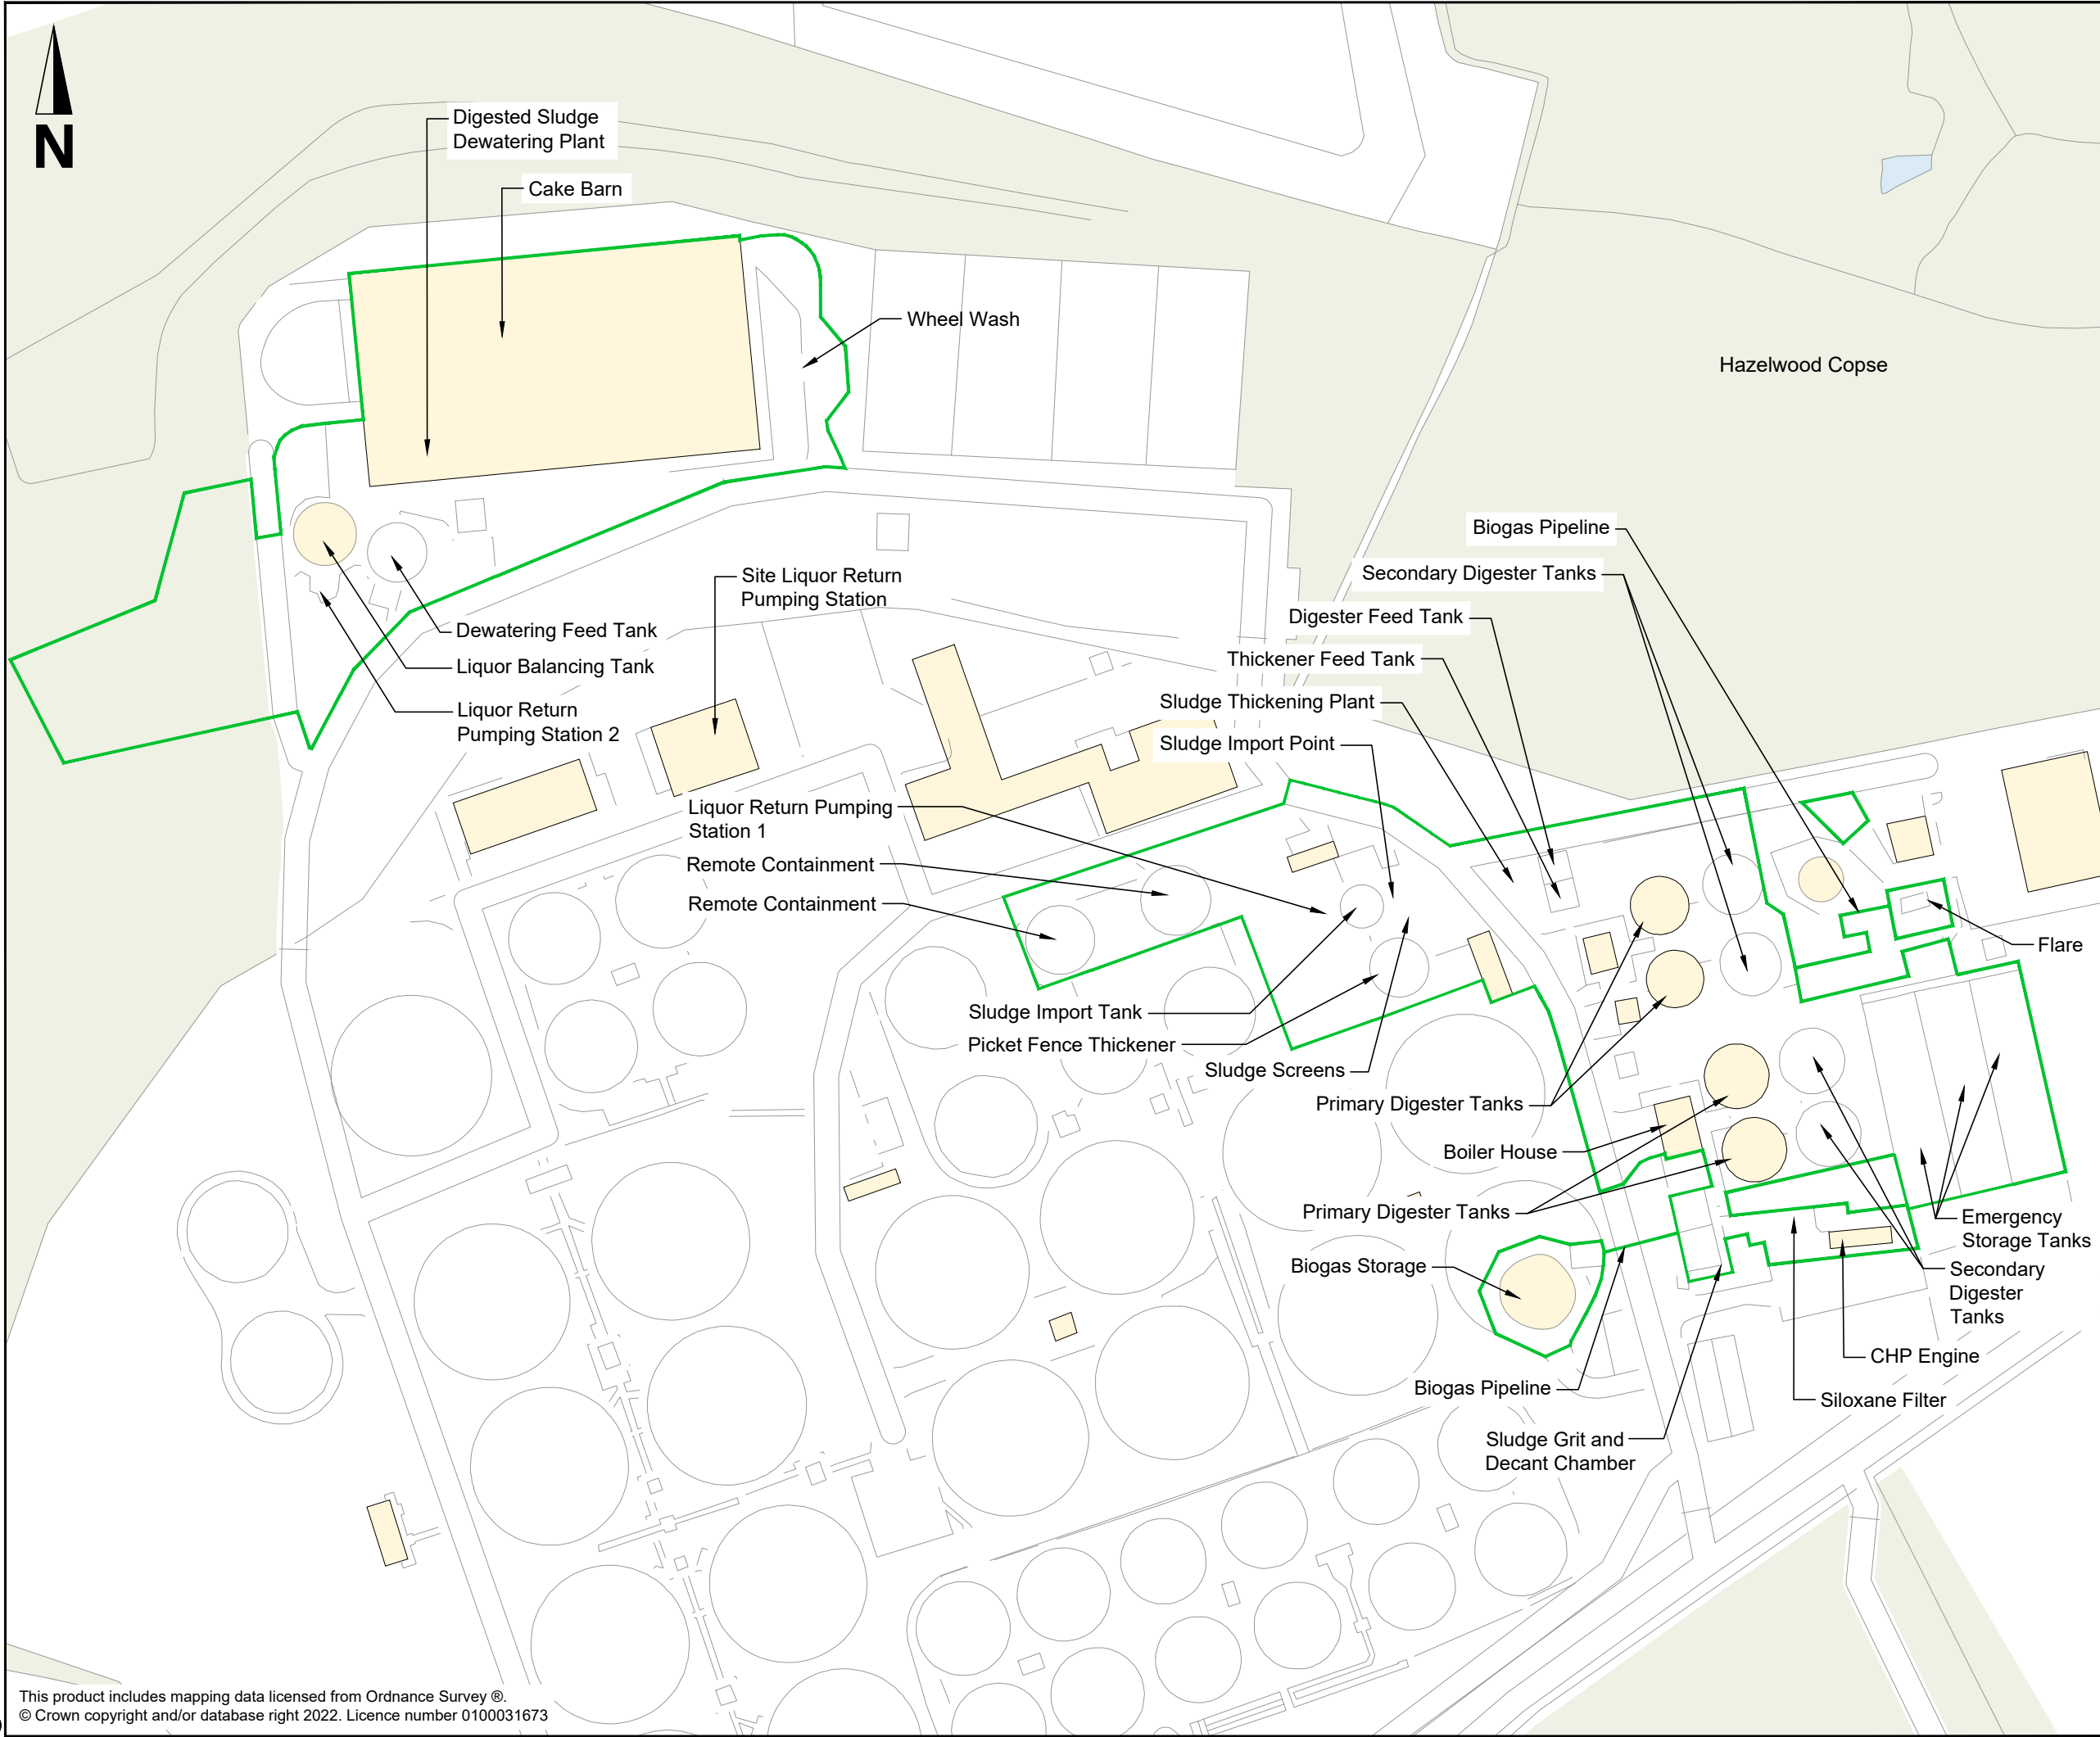 N
Digested Sludge
Dewatering Plant
Cake Barn
Wheel Wash
Hazelwood Copse
Biogas Pipeline
Secondary Digester Tanks
Site Liquor Return
Pumping Station
Digester Feed Tank
Dewatering Feed Tank
Thickener Feed Tank
Liquor Balancing Tank
Sludge Thickening Plant
Liquor Return
Pumping Station 2
Sludge Import Point
Liquor Return Pumping
Station 1
Remote Containment
Remote Containment
Flare
Sludge Import Tank
Picket Fence Thickener
Sludge Screens
Primary Digester Tanks
Boiler House
Primary Digester Tanks
Emergency
Storage Tanks
Biogas Storage
Secondary
Digester
Tanks
CHP Engine
Biogas Pipeline
Siloxane Filter
Sludge Grit and
Decant Chamber
This product includes mapping data licensed from Ordnance Survey ®.
© Crown copyright and/or database right 2022. Licence number 0100031673